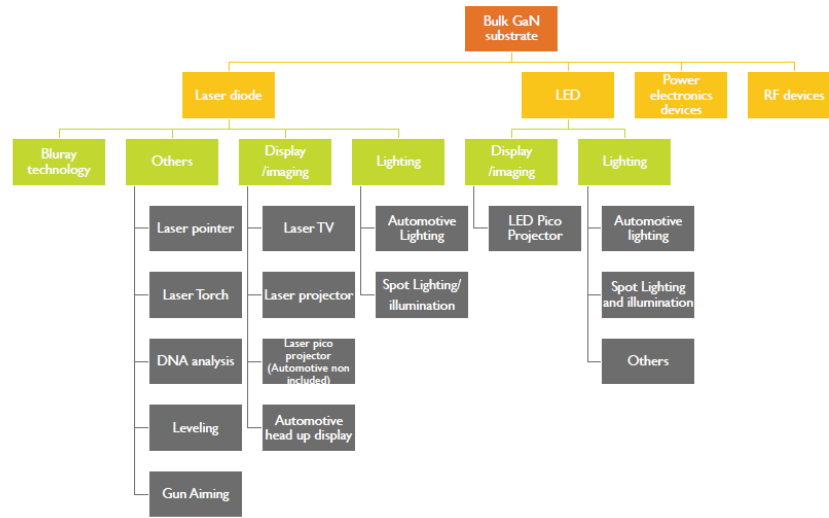 Bulk GaN
substrate
Laser diode
LED
Power
electronics
devices
RF devices
Bluray
technology
Others
Display
/imaging
Lighting
Display
/imaging
Lighting
Laser pointer
Laser TV
Automotive
Lighting
LED Pico
Projector
Automotive
lighting
Laser Torch
Laser projector
Spot Lighting/
illumination
Spot Lighting
and illumination
DNA analysis
Laser pico
projector
(Automotive non
included)
Others
Leveling
Automotive
head up display
Gun Aiming